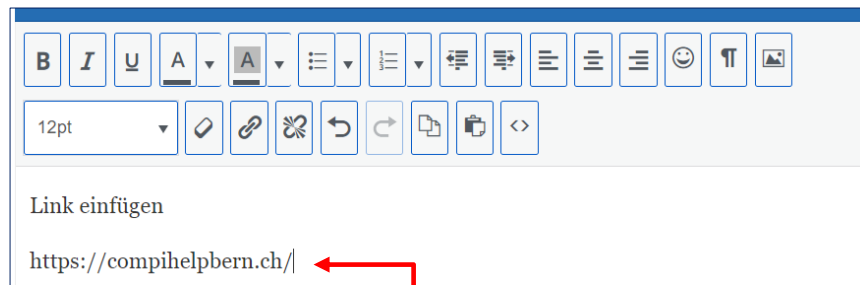 B I U A A
12pt
Link einfügen
https://compihelpbern.ch/